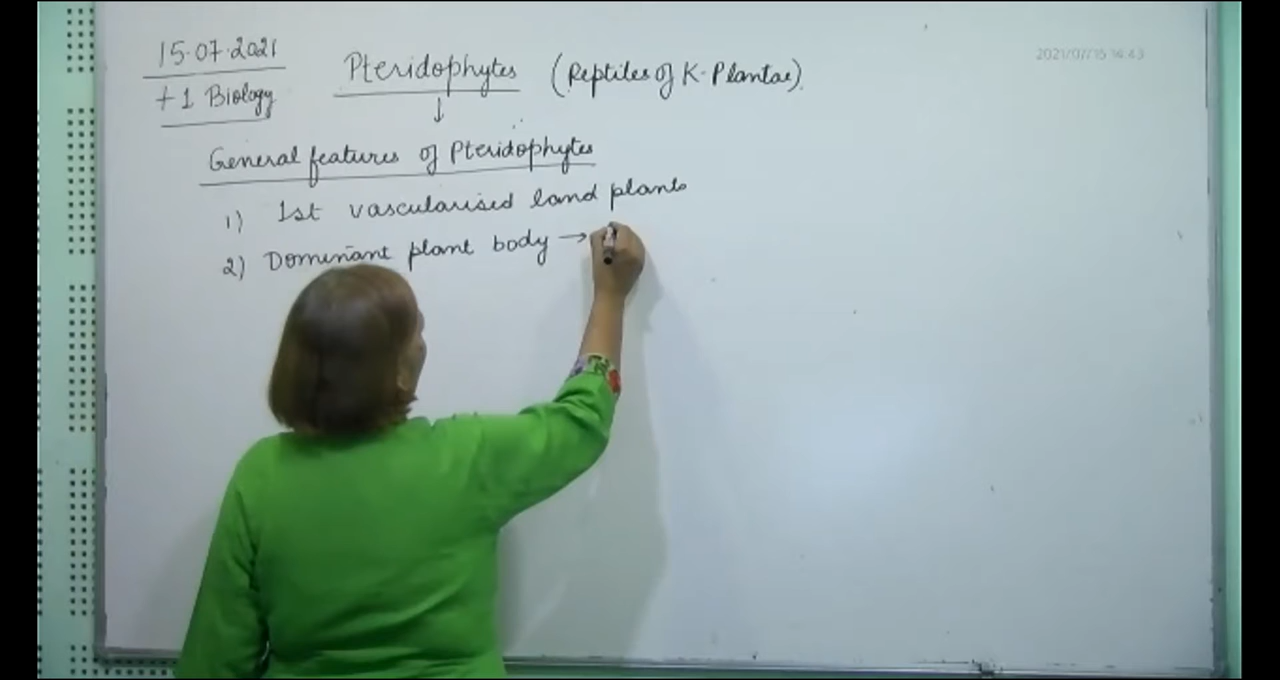 15.07.2021
+1 Biology
Pteridophytes (Reptiles of K-Plantae)
General features of Pteridophytes
1) 1st vascularised land plants
2) Dominant plant body →
2021/07/15 14:43